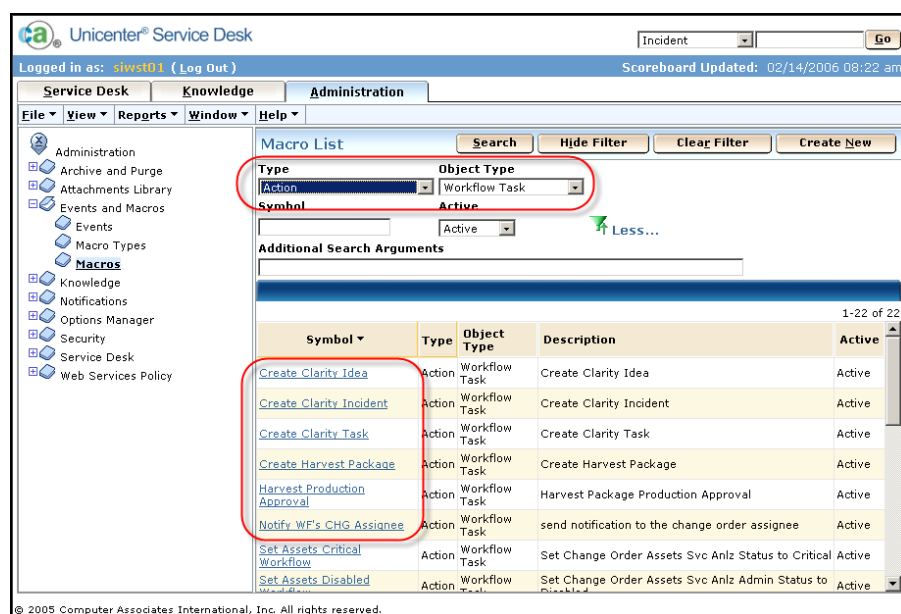 ca® Unicenter® Service Desk
Incident Go
Logged in as: siwst01 (Log Out) Scoreboard Updated: 02/14/2006 08:22 am
Service Desk Knowledge Administration
File View Reports Window Help
Administration
Archive and Purge
Attachments Library
Events and Macros
Events
Macro Types
Macros
Knowledge
Notifications
Options Manager
Security
Service Desk
Web Services Policy
Macro List Search Hide Filter Clear Filter Create New
Type Object Type
Action Workflow Task
Symbol Active
Active Less...
Additional Search Arguments
1-22 of 22
Symbol Type Object Type Description Active
Create Clarity Idea Action Workflow Task Create Clarity Idea Active
Create Clarity Incident Action Workflow Task Create Clarity Incident Active
Create Clarity Task Action Workflow Task Create Clarity Task Active
Create Harvest Package Action Workflow Task Create Harvest Package Active
Harvest Production Approval Action Workflow Task Harvest Package Production Approval Active
Notify WF's CHG Assignee Action Workflow Task send notification to the change order assignee Active
Set Assets Critical Workflow Action Workflow Task Set Change Order Assets Svc Anlz Status to Critical Active
Set Assets Disabled Action Workflow Set Change Order Assets Svc Anlz Admin Status to Active
© 2005 Computer Associates International, Inc. All rights reserved.